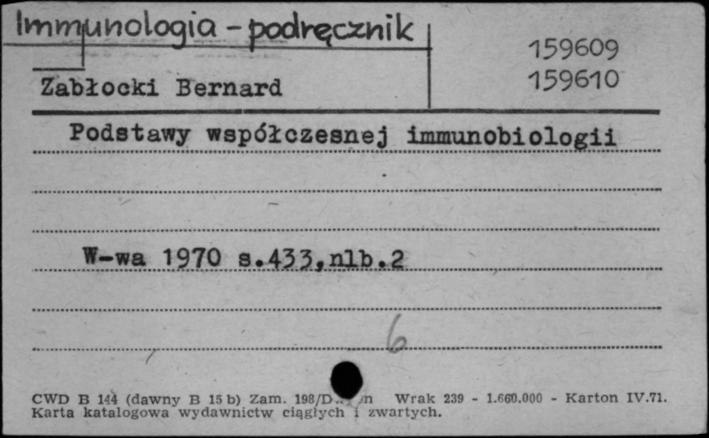 Immunologia - podręcznik
159609
Zabłocki Bernard
159610
Podstawy współczesnej immunobiologii
W-wa 1970 s.433,nlb.2
6
CWD B 144 (dawny B 15 b) Zam. 198/D Wrak 239 - 1.660.000 - Karton IV.71.
Karta katalogowa wydawnictw ciągłych i zwartych.